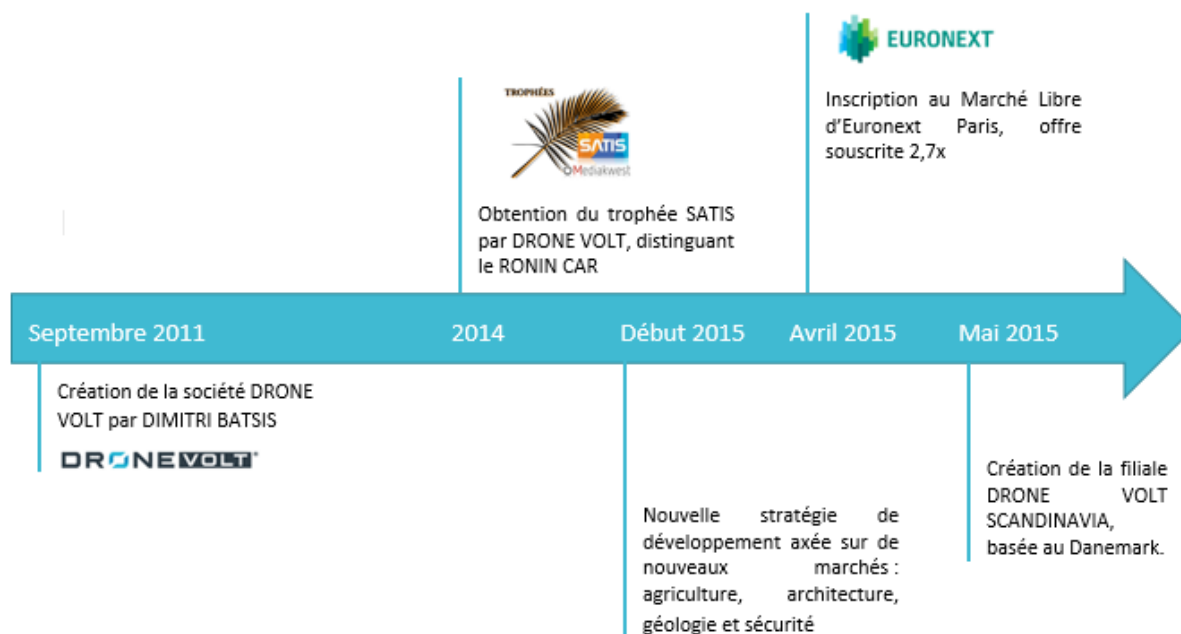 EURONEXT
Inscription au Marché Libre
d'Euronext Paris, offre
souscrite 2,7x
TROPHÉES
SATIS
Mediakwest
Obtention du trophée SATIS
par DRONE VOLT, distinguant
le RONIN CAR
Septembre 2011
2014
Début 2015
Avril 2015
Mai 2015
Création de la société DRONE
VOLT par DIMITRI BATSIS
DRONEVOLT
Nouvelle stratégie de
développement axée sur de
nouveaux marchés :
agriculture, architecture,
géologie et sécurité
Création de la filiale
DRONE VOLT
SCANDINAVIA,
basée au Danemark.